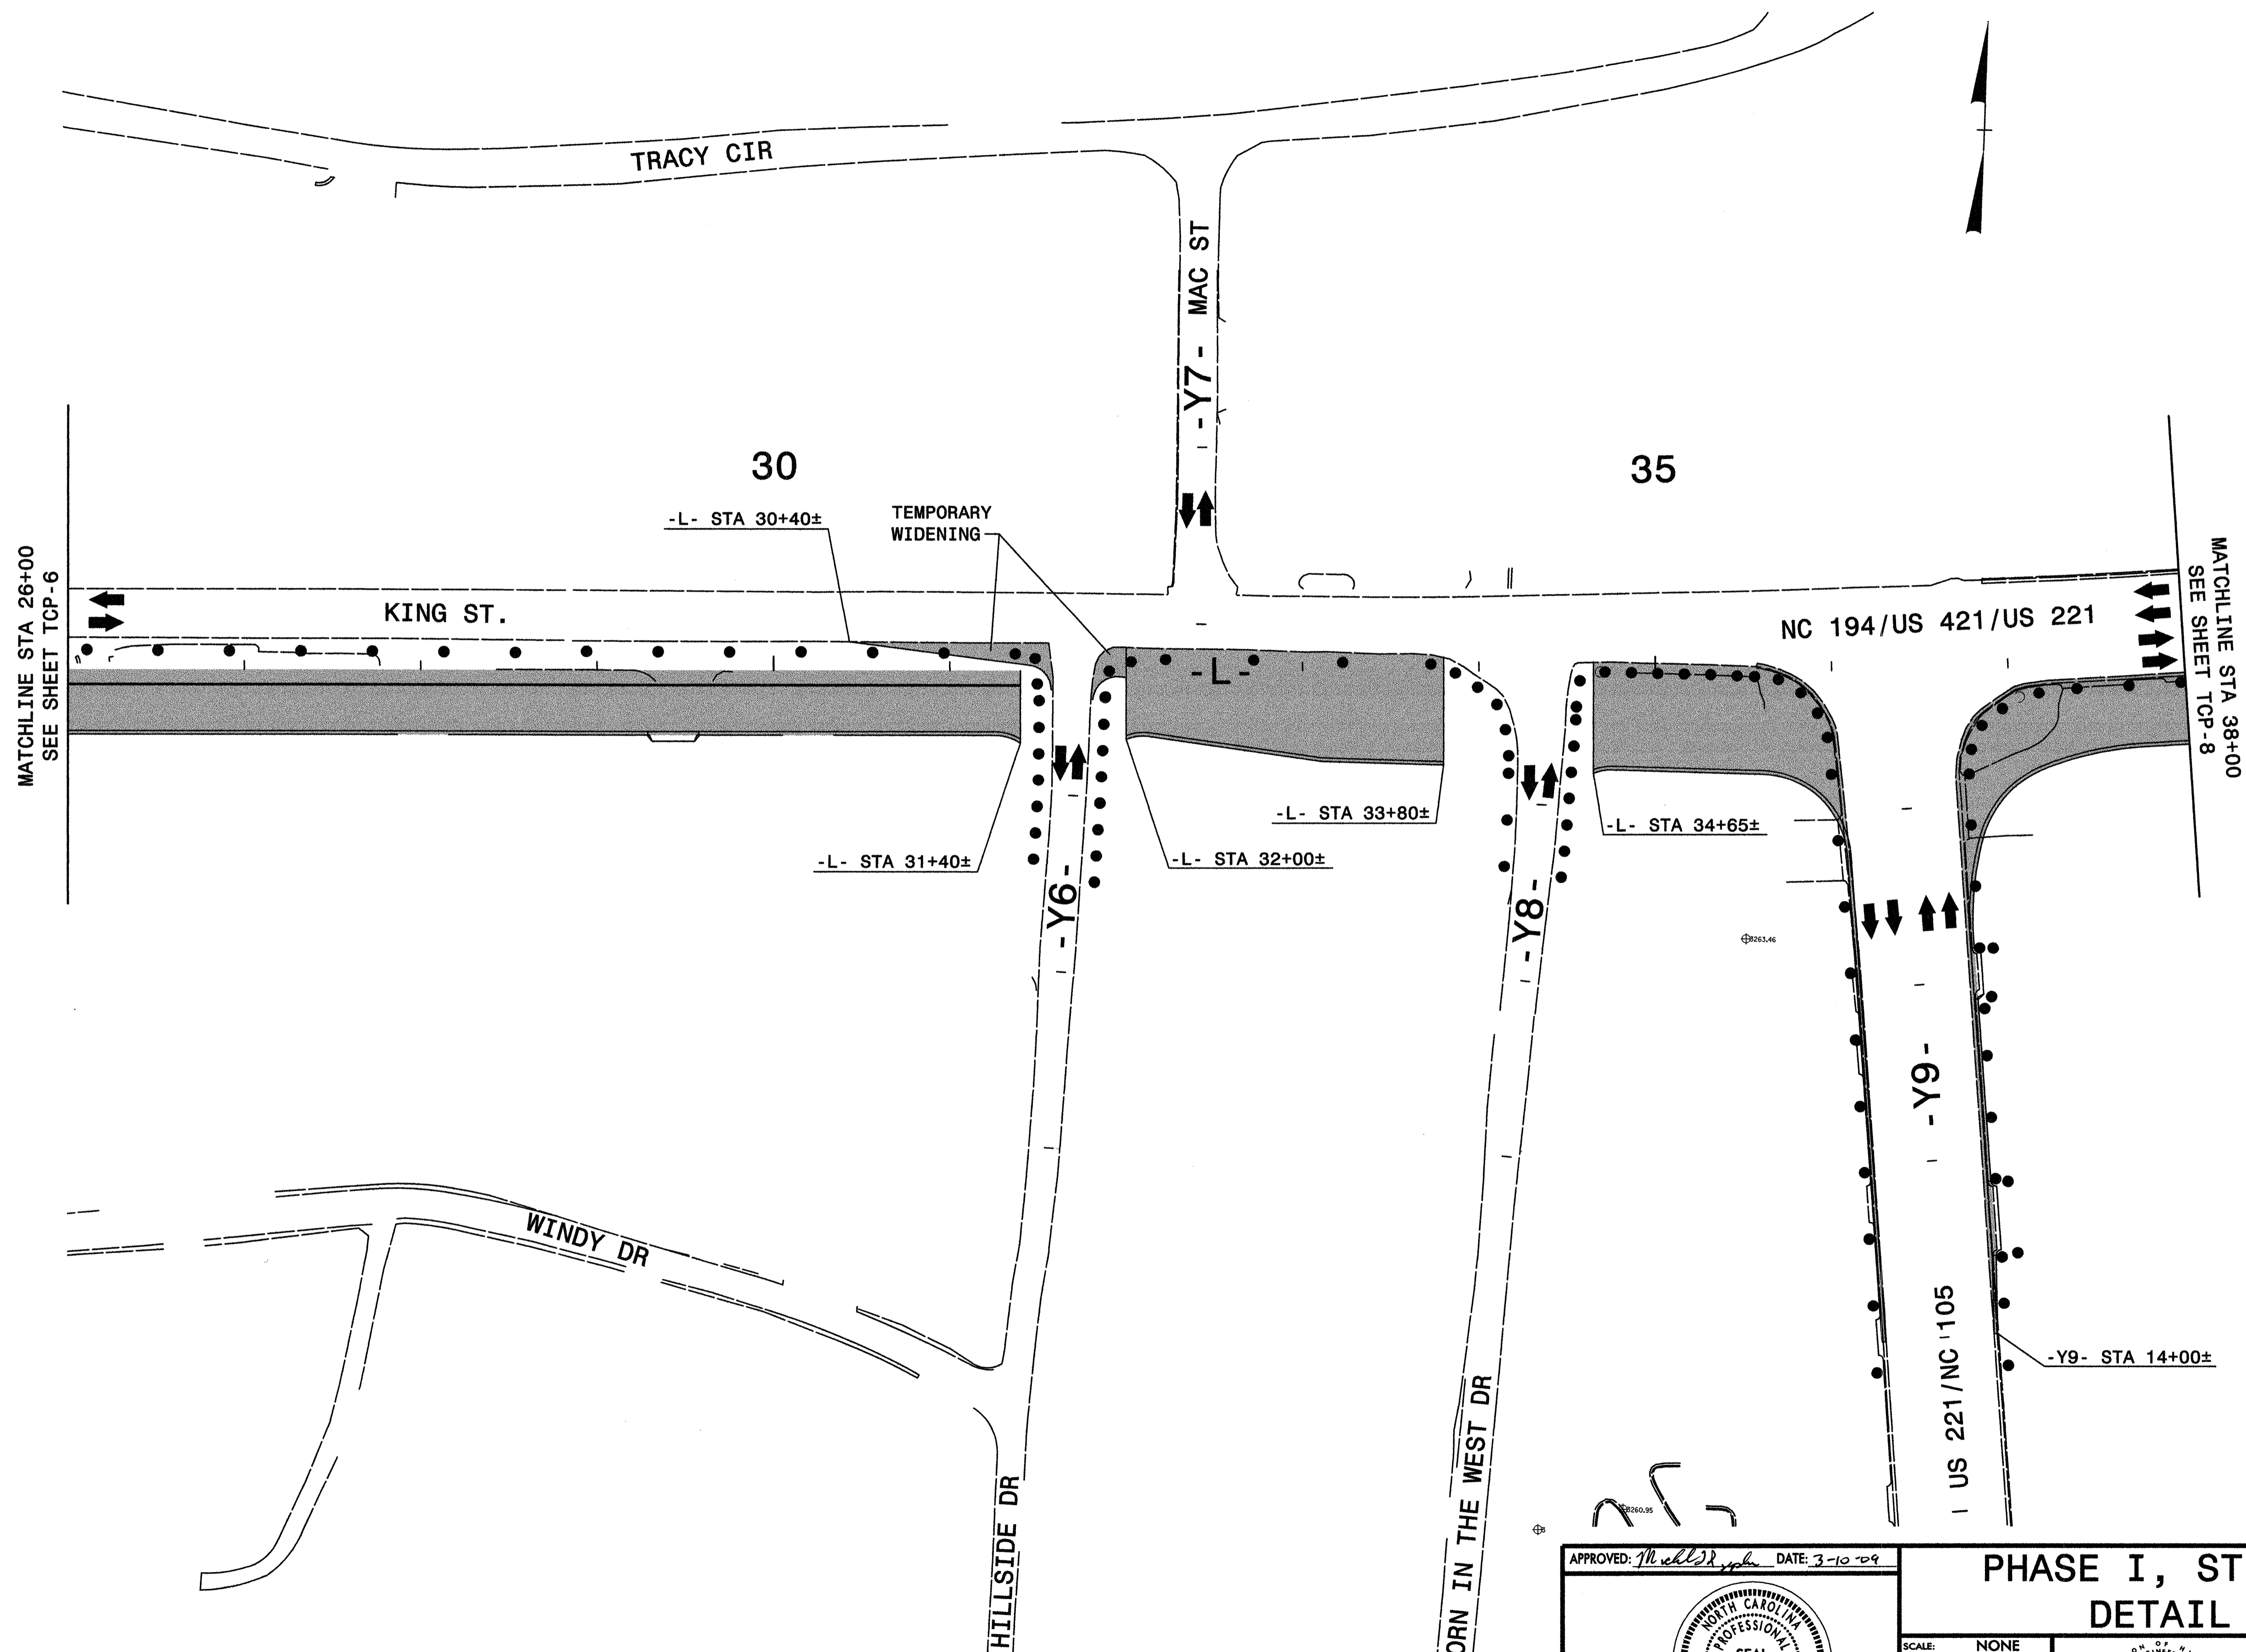 TRACY CIR
-Y7- MAC ST
30
35
-L- STA 30+40±
TEMPORARY
WIDENING
MATCHLINE STA 26+00
SEE SHEET TCP-6
KING ST.
NC 194/US 421/US 221
MATCHLINE STA 38+00
SEE SHEET TCP-8
-L-
-L- STA 33+80±
-L- STA 34+65±
-L- STA 31+40±
-L- STA 32+00±
-Y6-
-Y8-
-Y9-
WINDY DR
US 221/NC 105
-Y9- STA 14+00±
HILLSIDE DR
ORN IN THE WEST DR
3260.95
APPROVED: DATE: 3-10-09
PHASE I, ST
DETAIL
NORTH CAROLINA
PROFESSIONAL
SEAL
SCALE: NONE